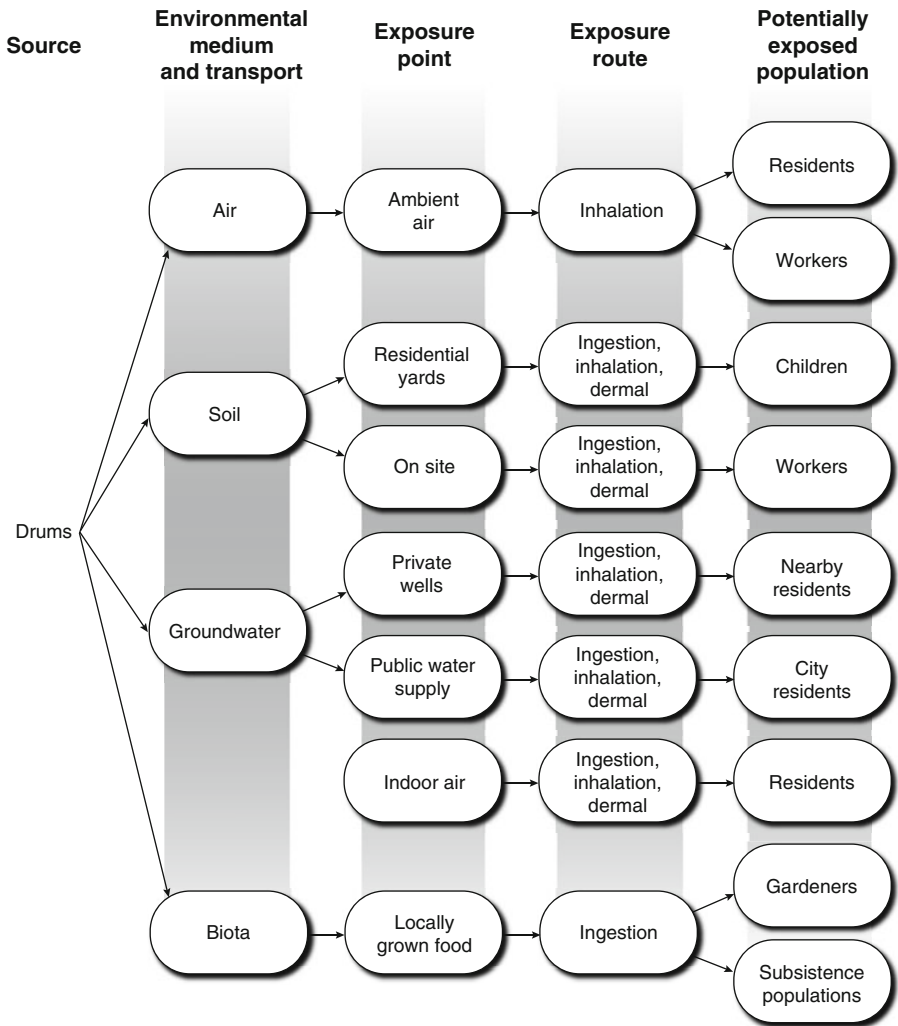 Source
Environmental
medium
and transport
Exposure
point
Exposure
route
Potentially
exposed
population
Drums
Air
Ambient
air
Inhalation
Residents
Workers
Soil
Residential
yards
Ingestion,
inhalation,
dermal
Children
On site
Ingestion,
inhalation,
dermal
Workers
Groundwater
Private
wells
Ingestion,
inhalation,
dermal
Nearby
residents
Public water
supply
Ingestion,
inhalation,
dermal
City
residents
Indoor air
Ingestion,
inhalation,
dermal
Residents
Biota
Locally
grown food
Ingestion
Gardeners
Subsistence
populations